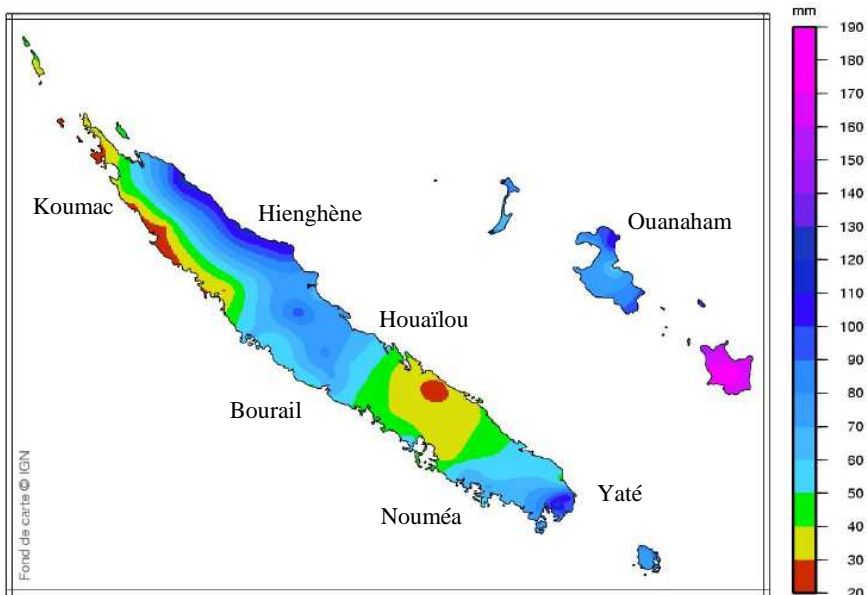 mm
190
180
170
160
150
140
130
120
110
100
90
80
70
60
50
40
30
20
Koumac
Hienghène
Ouanaham
Houaïlou
Bourail
Yaté
Nouméa
Fond de carte © IGN